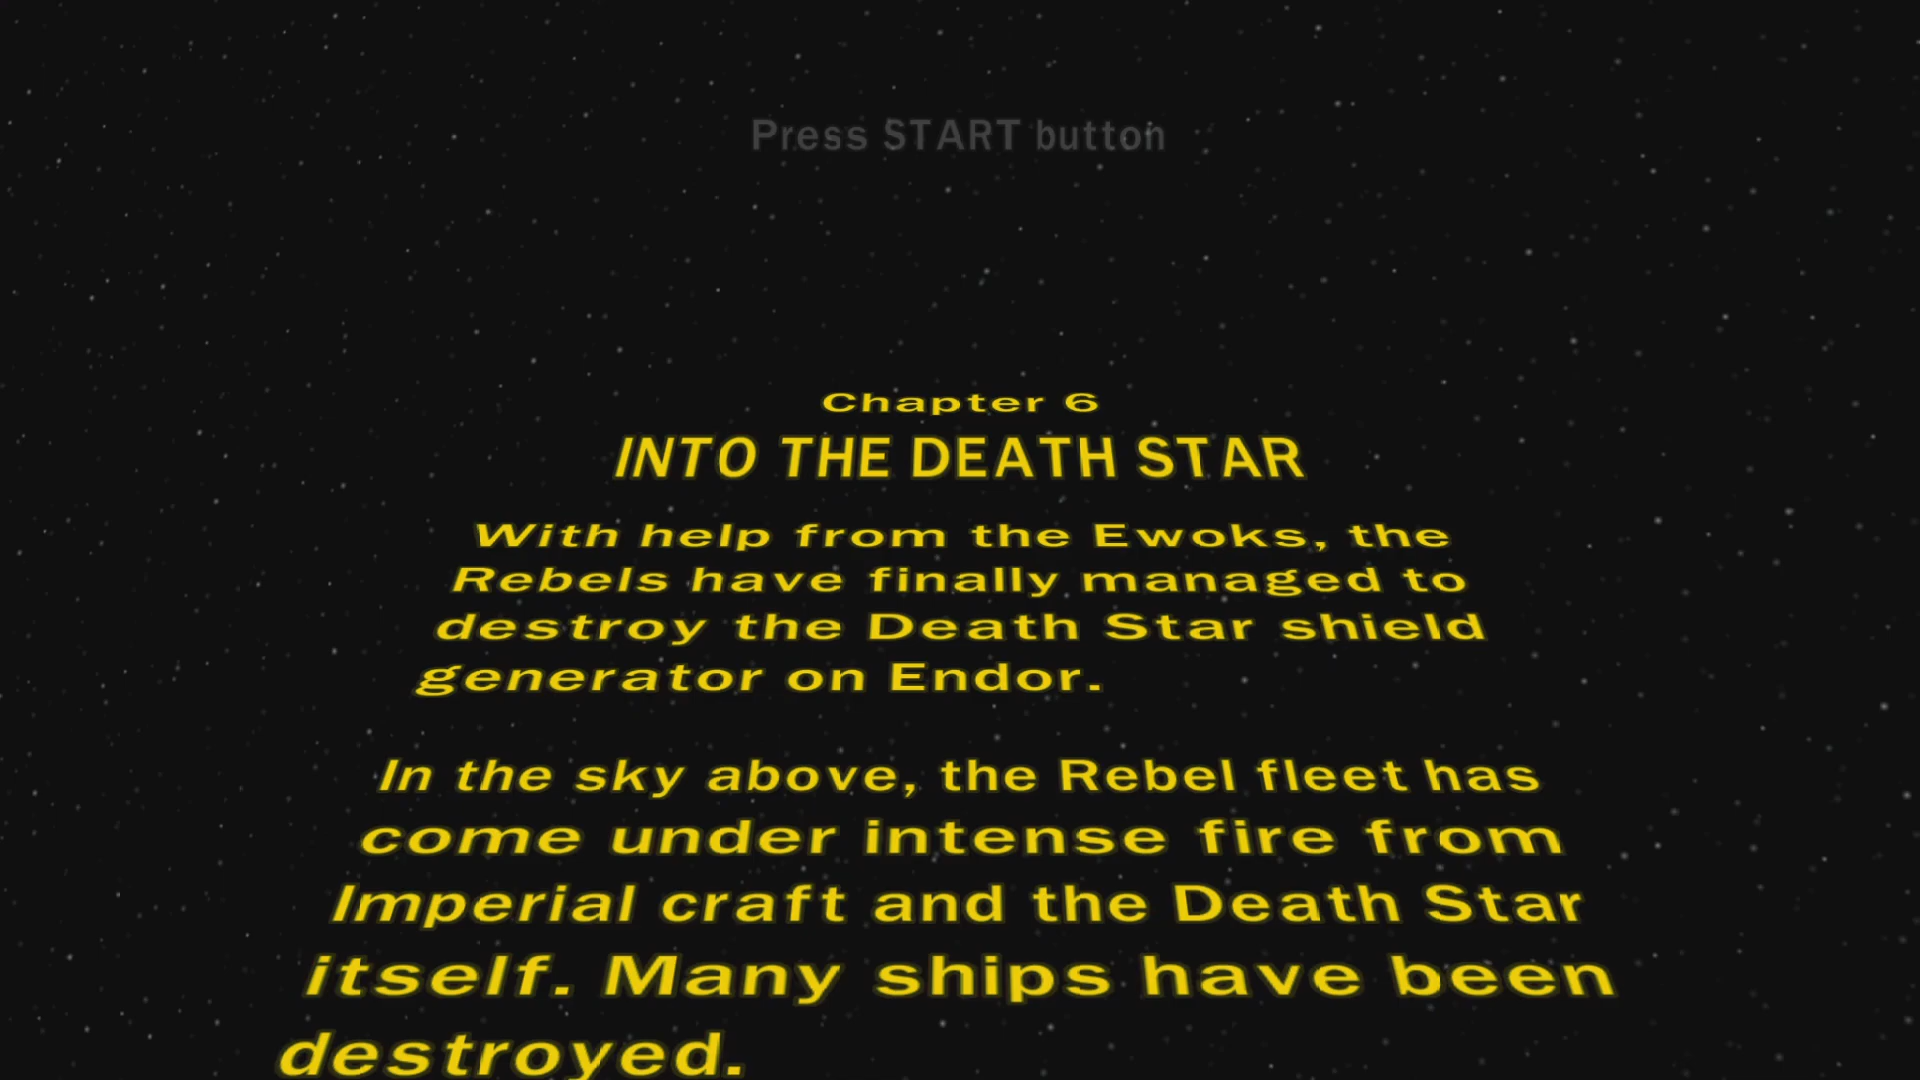 Press START button
Chapter 6
INTO THE DEATH STAR
With help from the Ewoks, the
Rebels have finally managed to
destroy the Death Star shield
generator on Endor.
In the sky above, the Rebel fleet has
come under intense fire from
Imperial craft and the Death Star
itself. Many ships have been
destroyed.